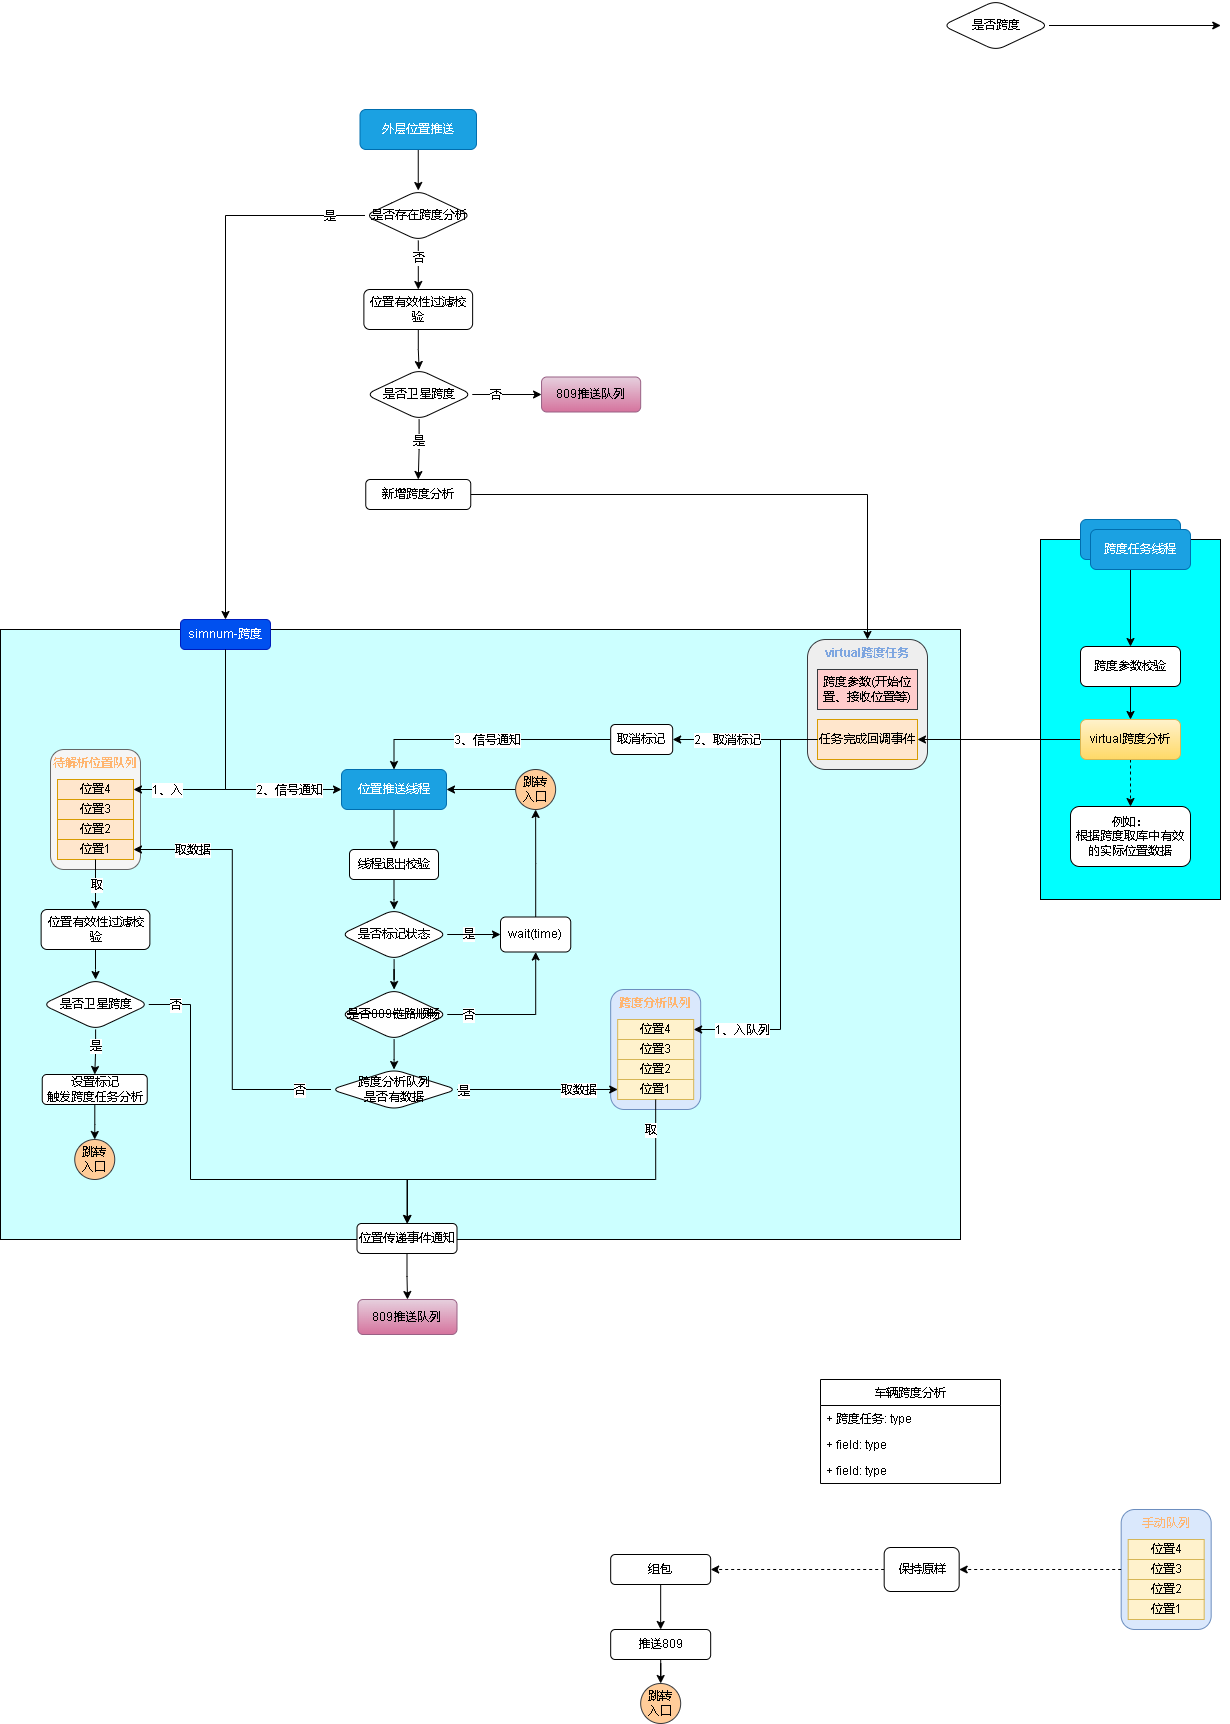 是否跨度
外层位置推送
是否存在跨度分析
是
否
位置有效性过滤校
验
是否卫星跨度
否
809推送队列
是
新增跨度分析
跨度任务线程
simnum-跨度
virtual跨度任务
跨度参数(开始位
置、接收位置等)
任务完成回调事件
跨度参数校验
virtual跨度分析
例如：
根据跨度取库中有效
的实际位置数据
取消标记
2、取消标记
3、信号通知
待解析位置队列
位置4
位置3
位置2
位置1
1、入
2、信号通知
位置推送线程
跳转
入口
取数据
线程退出校验
取
位置有效性过滤校
验
是否标记状态
是
wait(time)
是否卫星跨度
否
是否809链路顺畅
否
跨度分析队列
位置4
位置3
位置2
位置1
1、入队列
是
设置标记
触发跨度任务分析
跨度分析队列
是否有数据
否
是
取数据
取
跳转
入口
位置传递事件通知
809推送队列
车辆跨度分析
+ 跨度任务: type
+ field: type
+ field: type
手动队列
位置4
位置3
位置2
位置1
保持原样
组包
推送809
跳转
入口